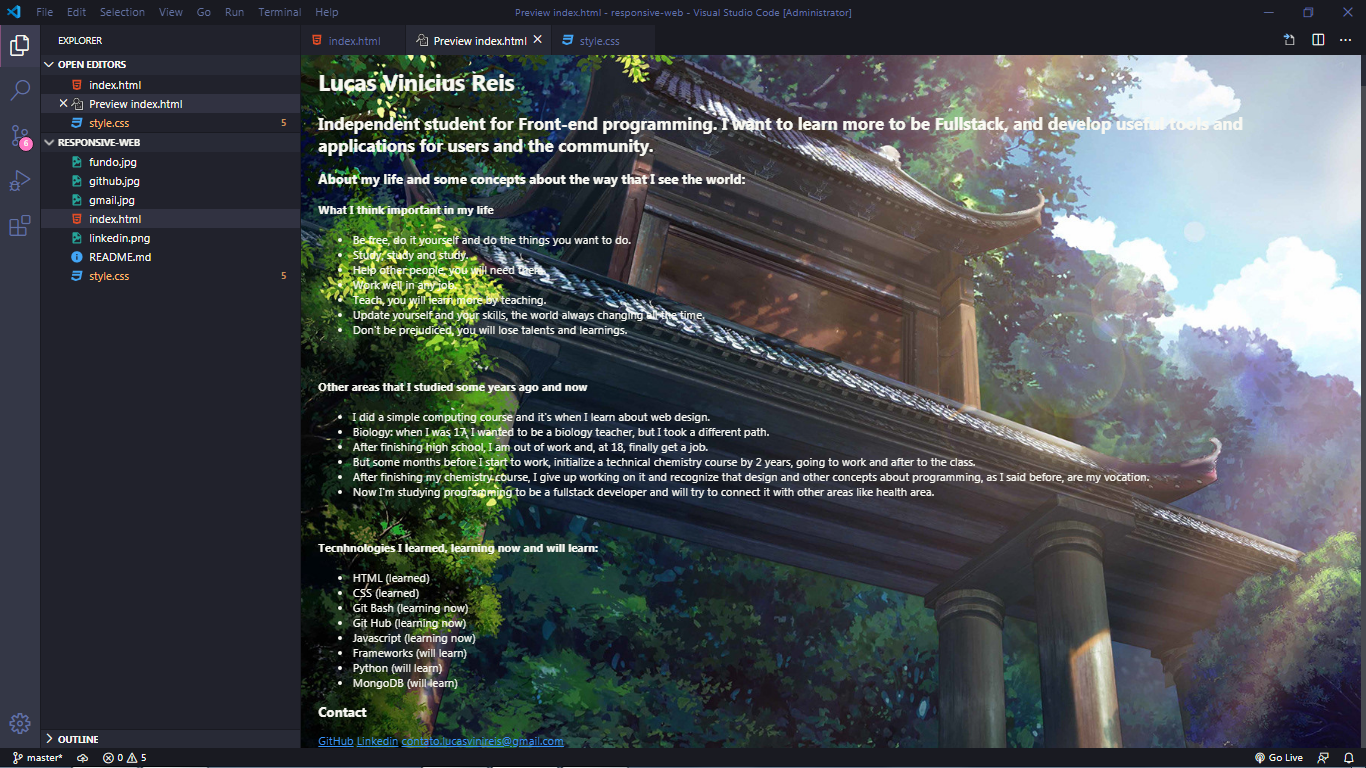 File Edit Selection View Go Run Terminal Help
Preview index.html - responsive-web - Visual Studio Code [Administrator]
EXPLORER
OPEN EDITORS
index.html
Preview index.html
style.css 5
RESPONSIVE-WEB
fundo.jpg
github.jpg
gmail.jpg
index.html
linkedin.png
README.md
style.css 5
OUTLINE
6
index.html
Preview index.html
style.css
Lucas Vinicius Reis
Independent student for Front-end programming. I want to learn more to be Fullstack, and develop useful tools and
applications for users and the community.
About my life and some concepts about the way that I see the world:
What I think important in my life
• Be free, do it yourself and do the things you want to do.
• Study, study and study.
• Help other people, you will need them.
• Work well in any job.
• Teach, you will learn more by teaching.
• Update yourself and your skills, the world always changing all the time.
• Don't be prejudiced, you will lose talents and learnings.
Other areas that I studied some years ago and now
• I did a simple computing course and it's when I learn about web design.
• Biology: when I was 17, I wanted to be a biology teacher, but I took a different path.
• After finishing high school, I am out of work and, at 18, finally get a job.
• But some months before I start to work, initialize a technical chemistry course by 2 years, going to work and after to the class.
• After finishing my chemistry course, I give up working on it and recognize that design and other concepts about programming, as I said before, are my vocation.
• Now I'm studying programming to be a fullstack developer and will try to connect it with other areas like health area.
Tecnhnologies I learned, learning now and will learn:
• HTML (learned)
• CSS (learned)
• Git Bash (learning now)
• Git Hub (learning now)
• Javascript (learning now)
• Frameworks (will learn)
• Python (will learn)
• MongoDB (will learn)
Contact
GitHub Linkedin contato.lucasvinireis@gmail.com
master* 0 5 Go Live